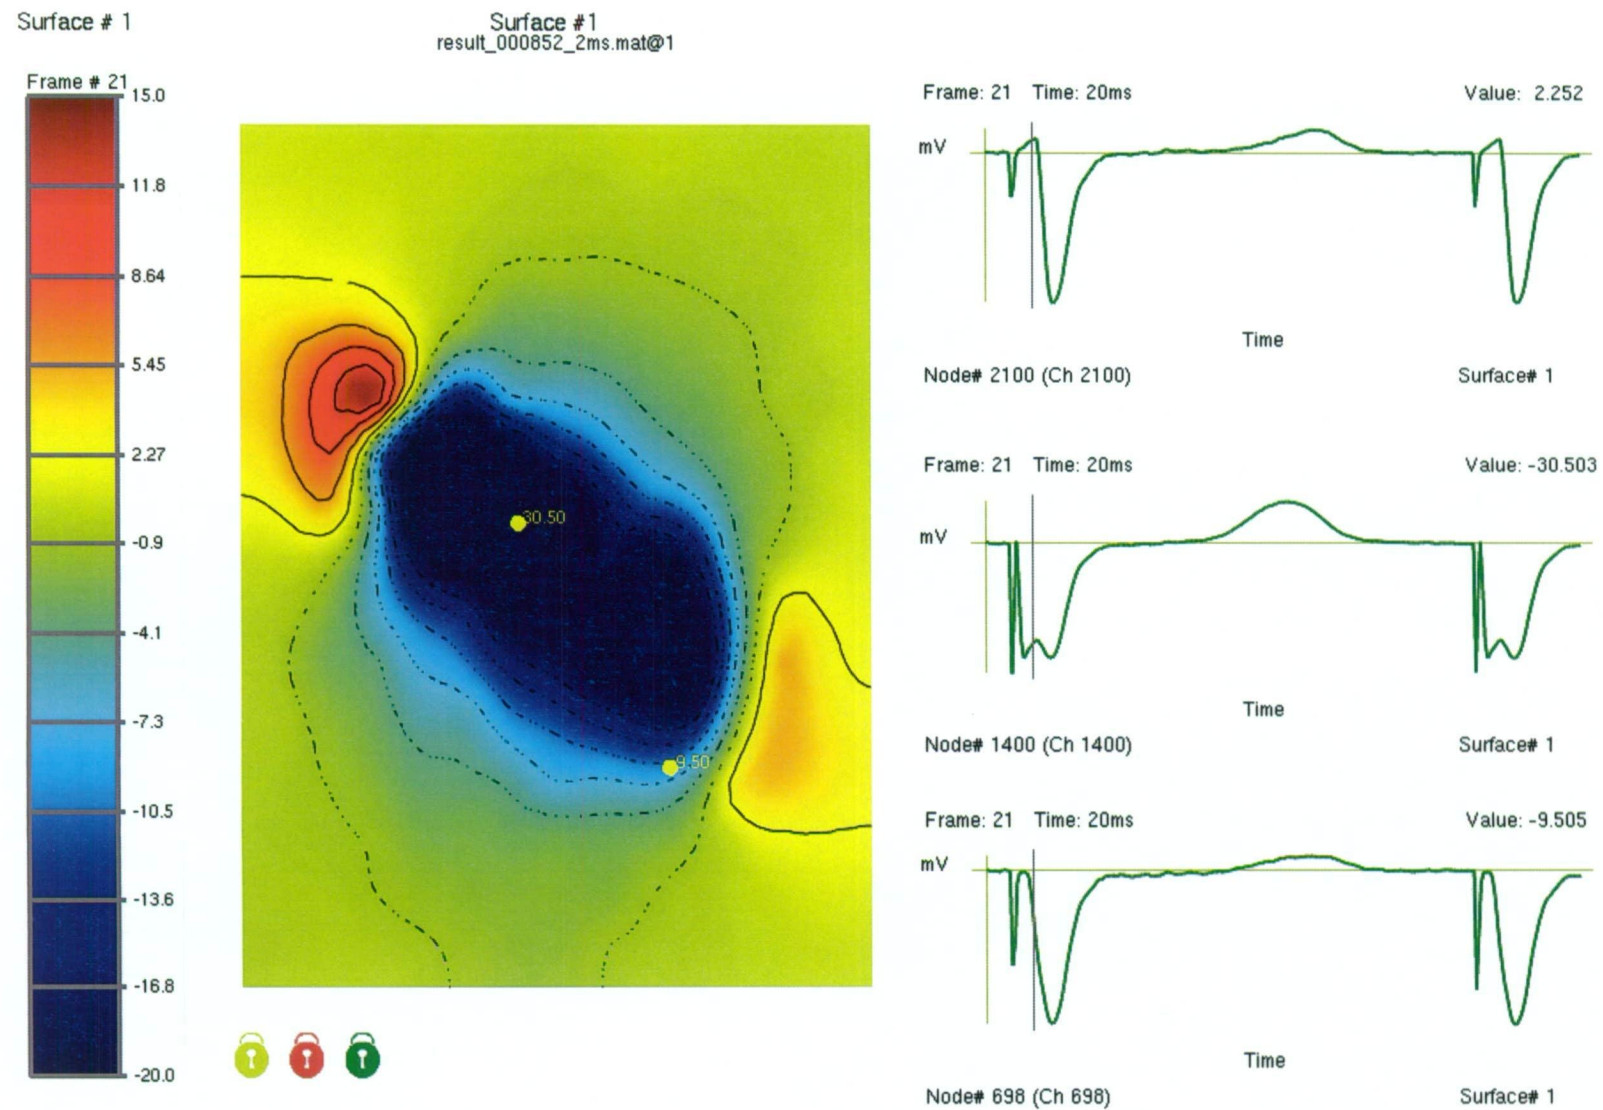 Surface # 1
Surface #1
result_000852_2ms.mat@1
Frame # 21
15.0
11.8
8.64
5.45
2.27
-0.9
-4.1
-7.3
-10.5
-13.6
-16.8
-20.0
30.50
9.50
Frame: 21 Time: 20ms Value: 2.252
mV
Time
Node# 2100 (Ch 2100) Surface# 1
Frame: 21 Time: 20ms Value: -30.503
mV
Time
Node# 1400 (Ch 1400) Surface# 1
Frame: 21 Time: 20ms Value: -9.505
mV
Time
Node# 698 (Ch 698) Surface# 1